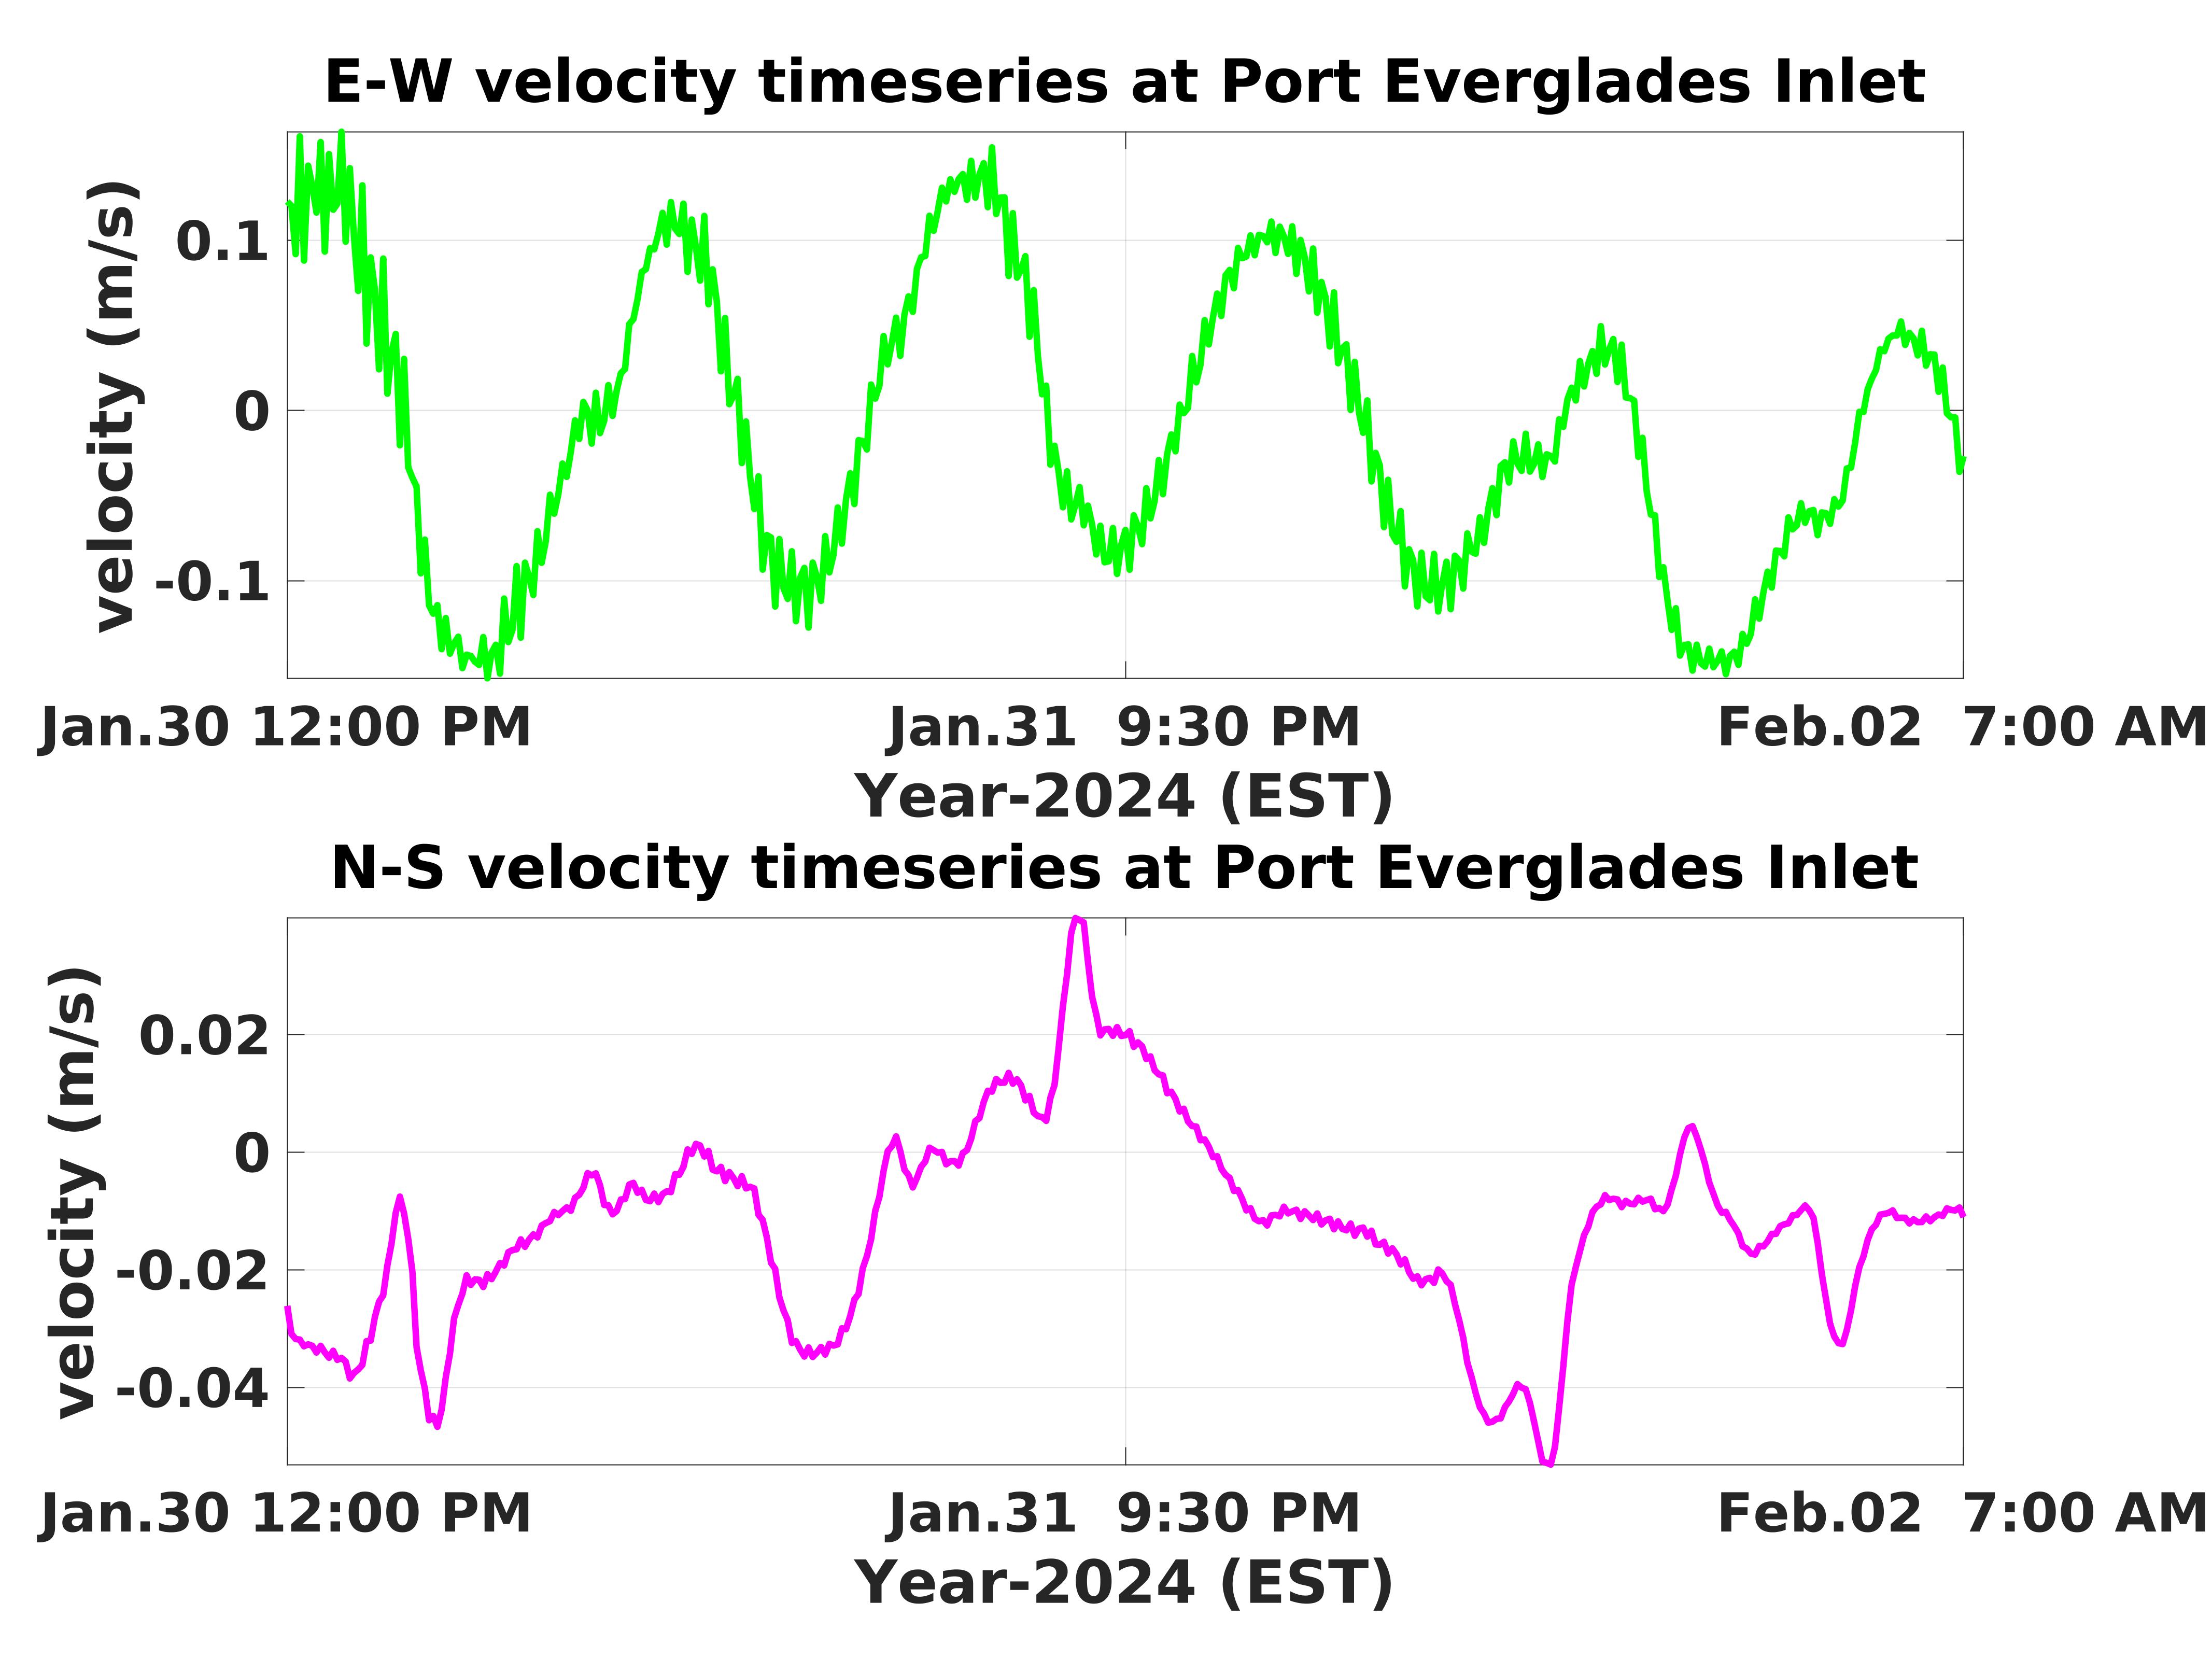 E-W velocity timeseries at Port Everglades Inlet
velocity (m/s)
0.1
0
-0.1
Jan.30 12:00 PM
Jan.31  9:30 PM
Feb.02  7:00 AM
Year-2024 (EST)
N-S velocity timeseries at Port Everglades Inlet
velocity (m/s)
0.02
0
-0.02
-0.04
Jan.30 12:00 PM
Jan.31  9:30 PM
Feb.02  7:00 AM
Year-2024 (EST)